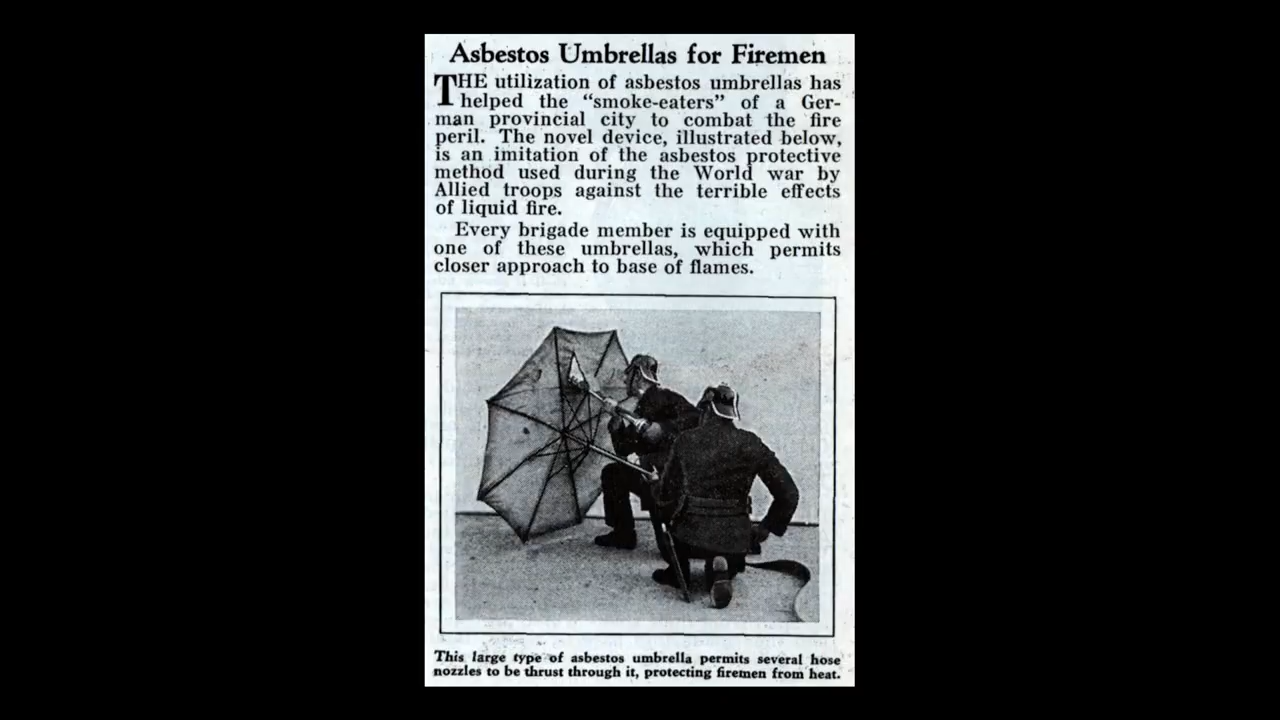 Asbestos Umbrellas for Firemen
THE utilization of asbestos umbrellas has
helped the “smoke-eaters” of a Ger-
man provincial city to combat the fire
peril. The novel device, illustrated below,
is an imitation of the asbestos protective
method used during the World war by
Allied troops against the terrible effects
of liquid fire.
Every brigade member is equipped with
one of these umbrellas, which permits
closer approach to base of flames.
This large type of asbestos umbrella permits several hose
nozzles to be thrust through it, protecting firemen from heat.